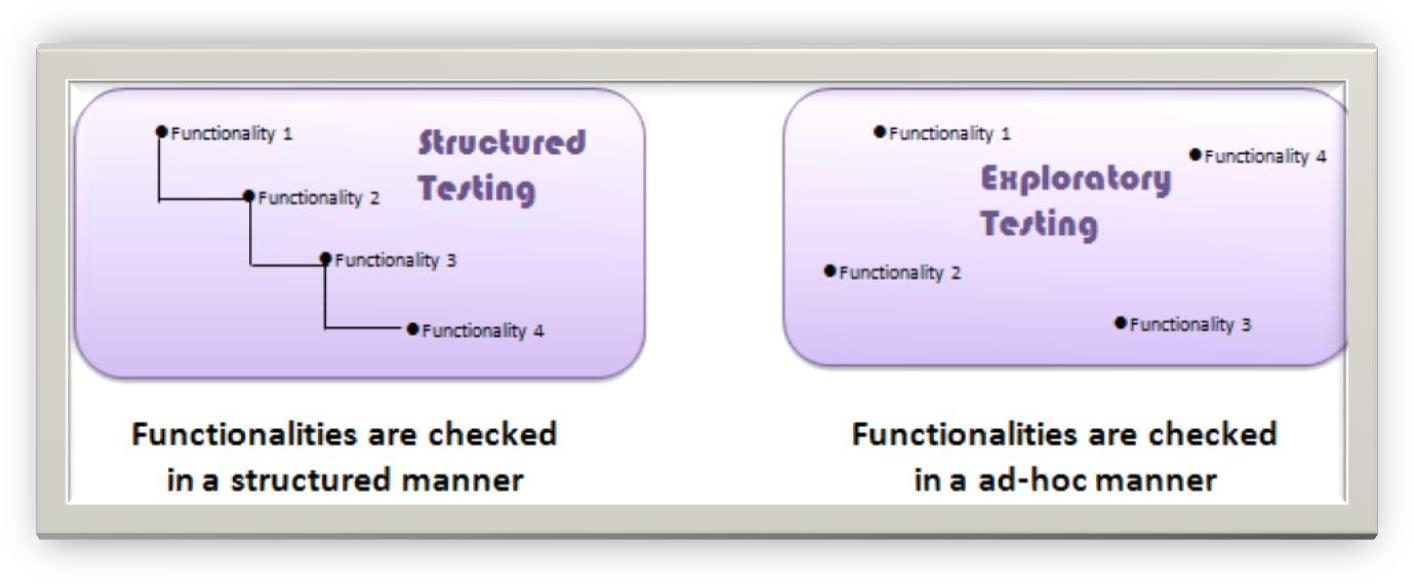 Functionality 1
Structured
Testing
Functionality 2
Functionality 3
Functionality 4
Functionalities are checked
in a structured manner
Functionality 1
Functionality 4
Exploratory
Testing
Functionality 2
Functionality 3
Functionalities are checked
in a ad-hoc manner